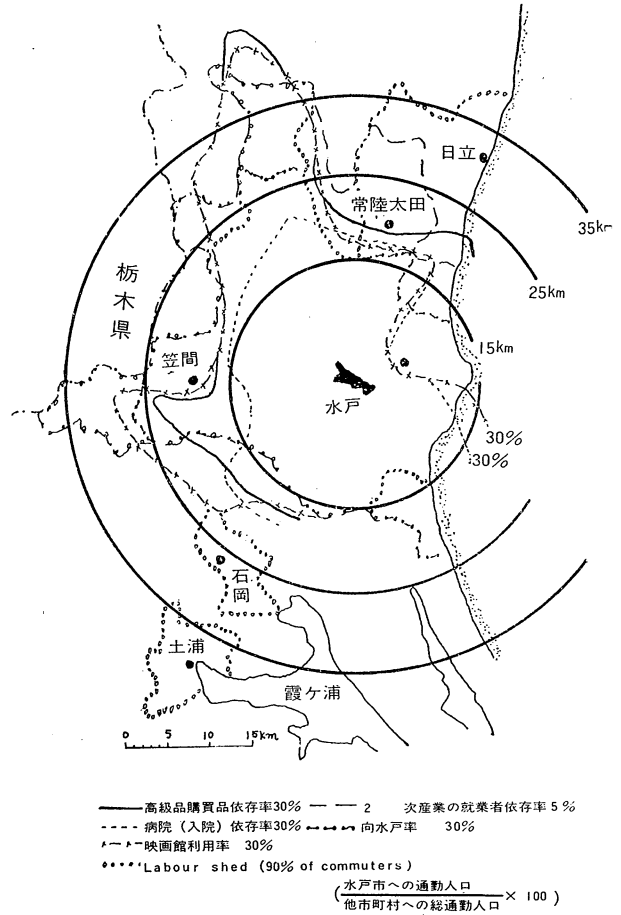 日立
常陸太田
35km
25km
栃木県
15km
笠間
水戸
30%
30%
石岡
土浦
霞ケ浦
0 5 10 15km
高級品購買品依存率30% 2 次産業の就業者依存率5%
病院(入院)依存率30% 向水戸率 30%
映画館利用率 30%
Labour shed (90% of commuters)
(水戸市への通勤人口
他市町村への総通勤人口 × 100 )